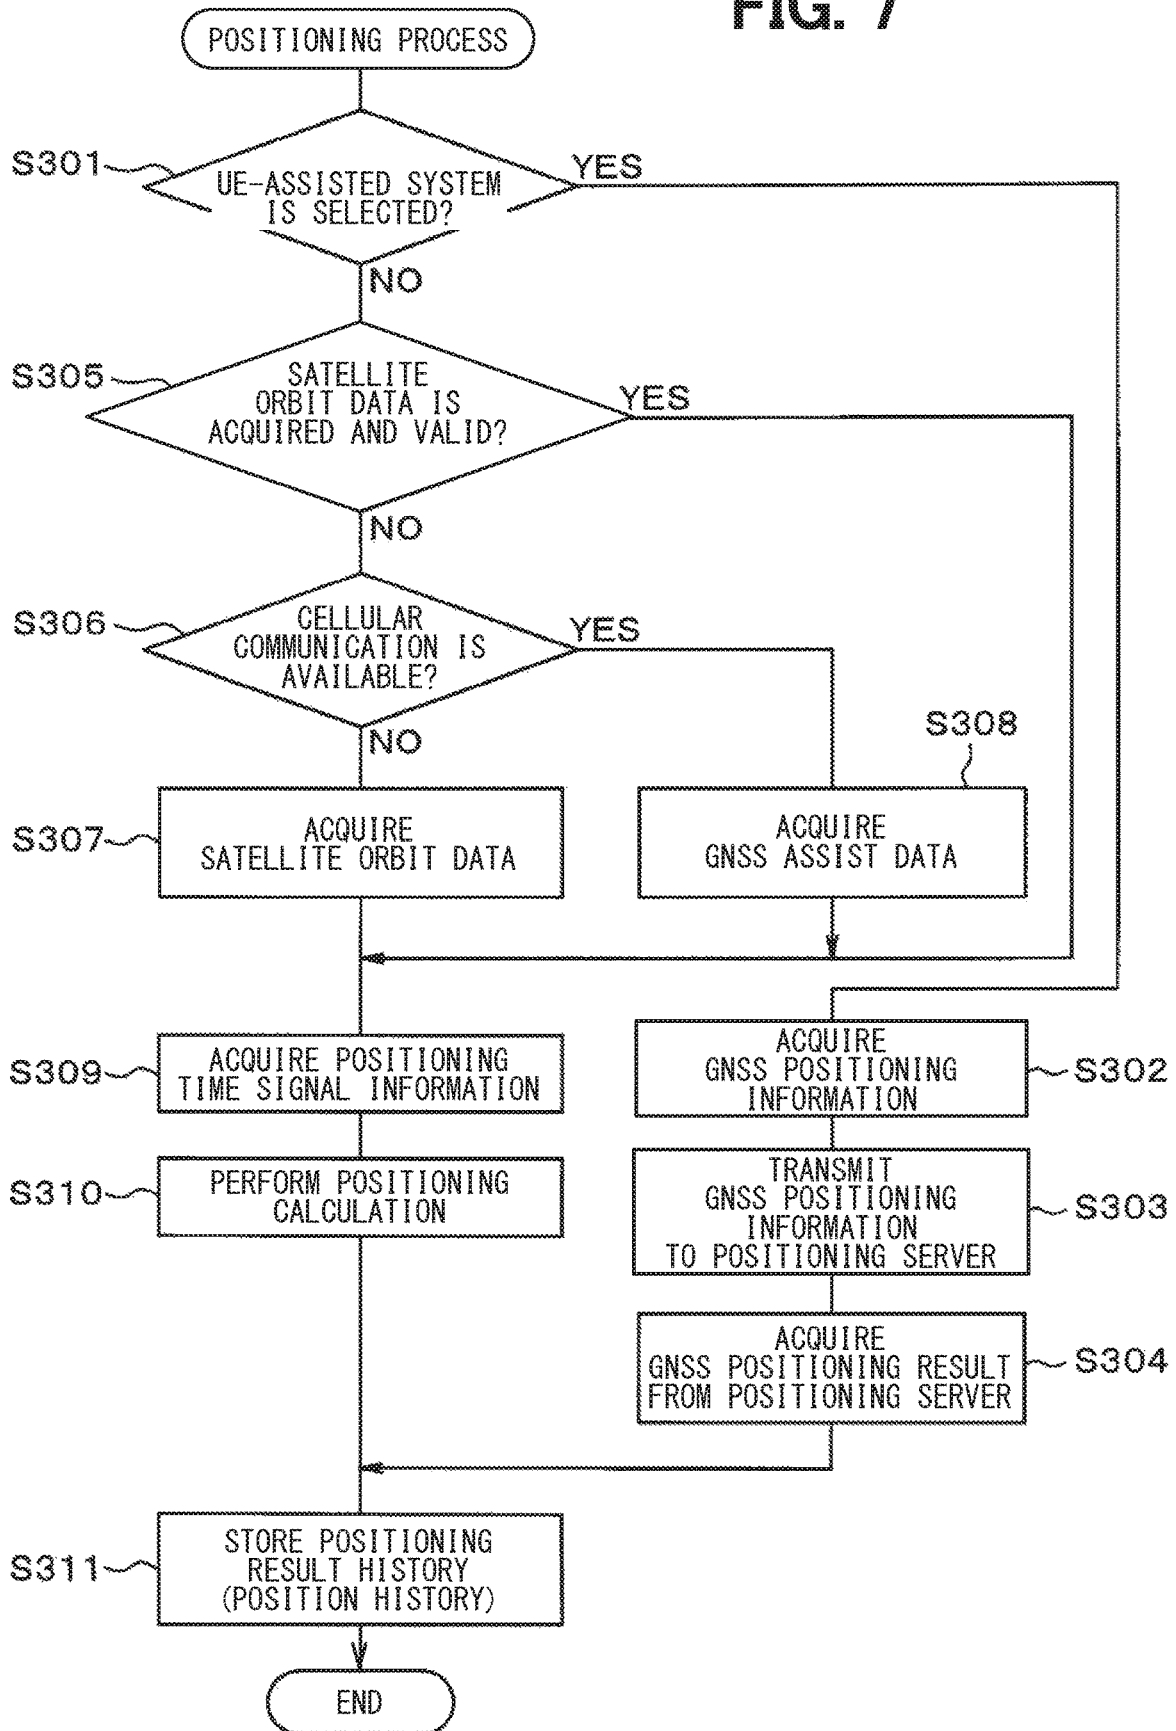 FIG. 7
POSITIONING PROCESS
S301
UE-ASSISTED SYSTEM
IS SELECTED?
YES
NO
S305
SATELLITE
ORBIT DATA IS
ACQUIRED AND VALID?
YES
NO
S306
CELLULAR
COMMUNICATION IS
AVAILABLE?
YES
NO
S307
ACQUIRE
SATELLITE ORBIT DATA
S308
ACQUIRE
GNSS ASSIST DATA
S309
ACQUIRE POSITIONING
TIME SIGNAL INFORMATION
S310
PERFORM POSITIONING
CALCULATION
ACQUIRE
GNSS POSITIONING
INFORMATION
S302
TRANSMIT
GNSS POSITIONING
INFORMATION
TO POSITIONING SERVER
S303
ACQUIRE
GNSS POSITIONING RESULT
FROM POSITIONING SERVER
S304
S311
STORE POSITIONING
RESULT HISTORY
(POSITION HISTORY)
END